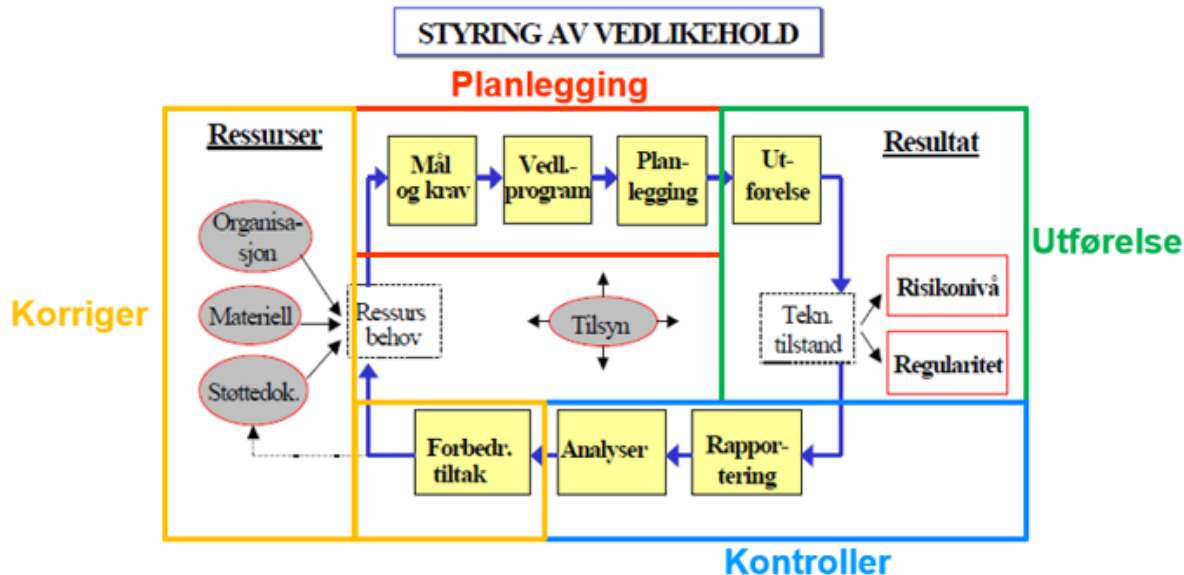 STYRING AV VEDLIKEHOLD
Planlegging
Ressurser
Mål
og krav
Vedl.-
program
Plan-
legging
Ut-
førelse
Resultat
Organisa-
sjon
Materiell
Støttedok.
Korriger
Ressurs
behov
Tilsyn
Tekn.
tilstand
Risikonivå
Regularitet
Utførelse
Forbedr.
tiltak
Analyser
Rappor-
tering
Kontroller